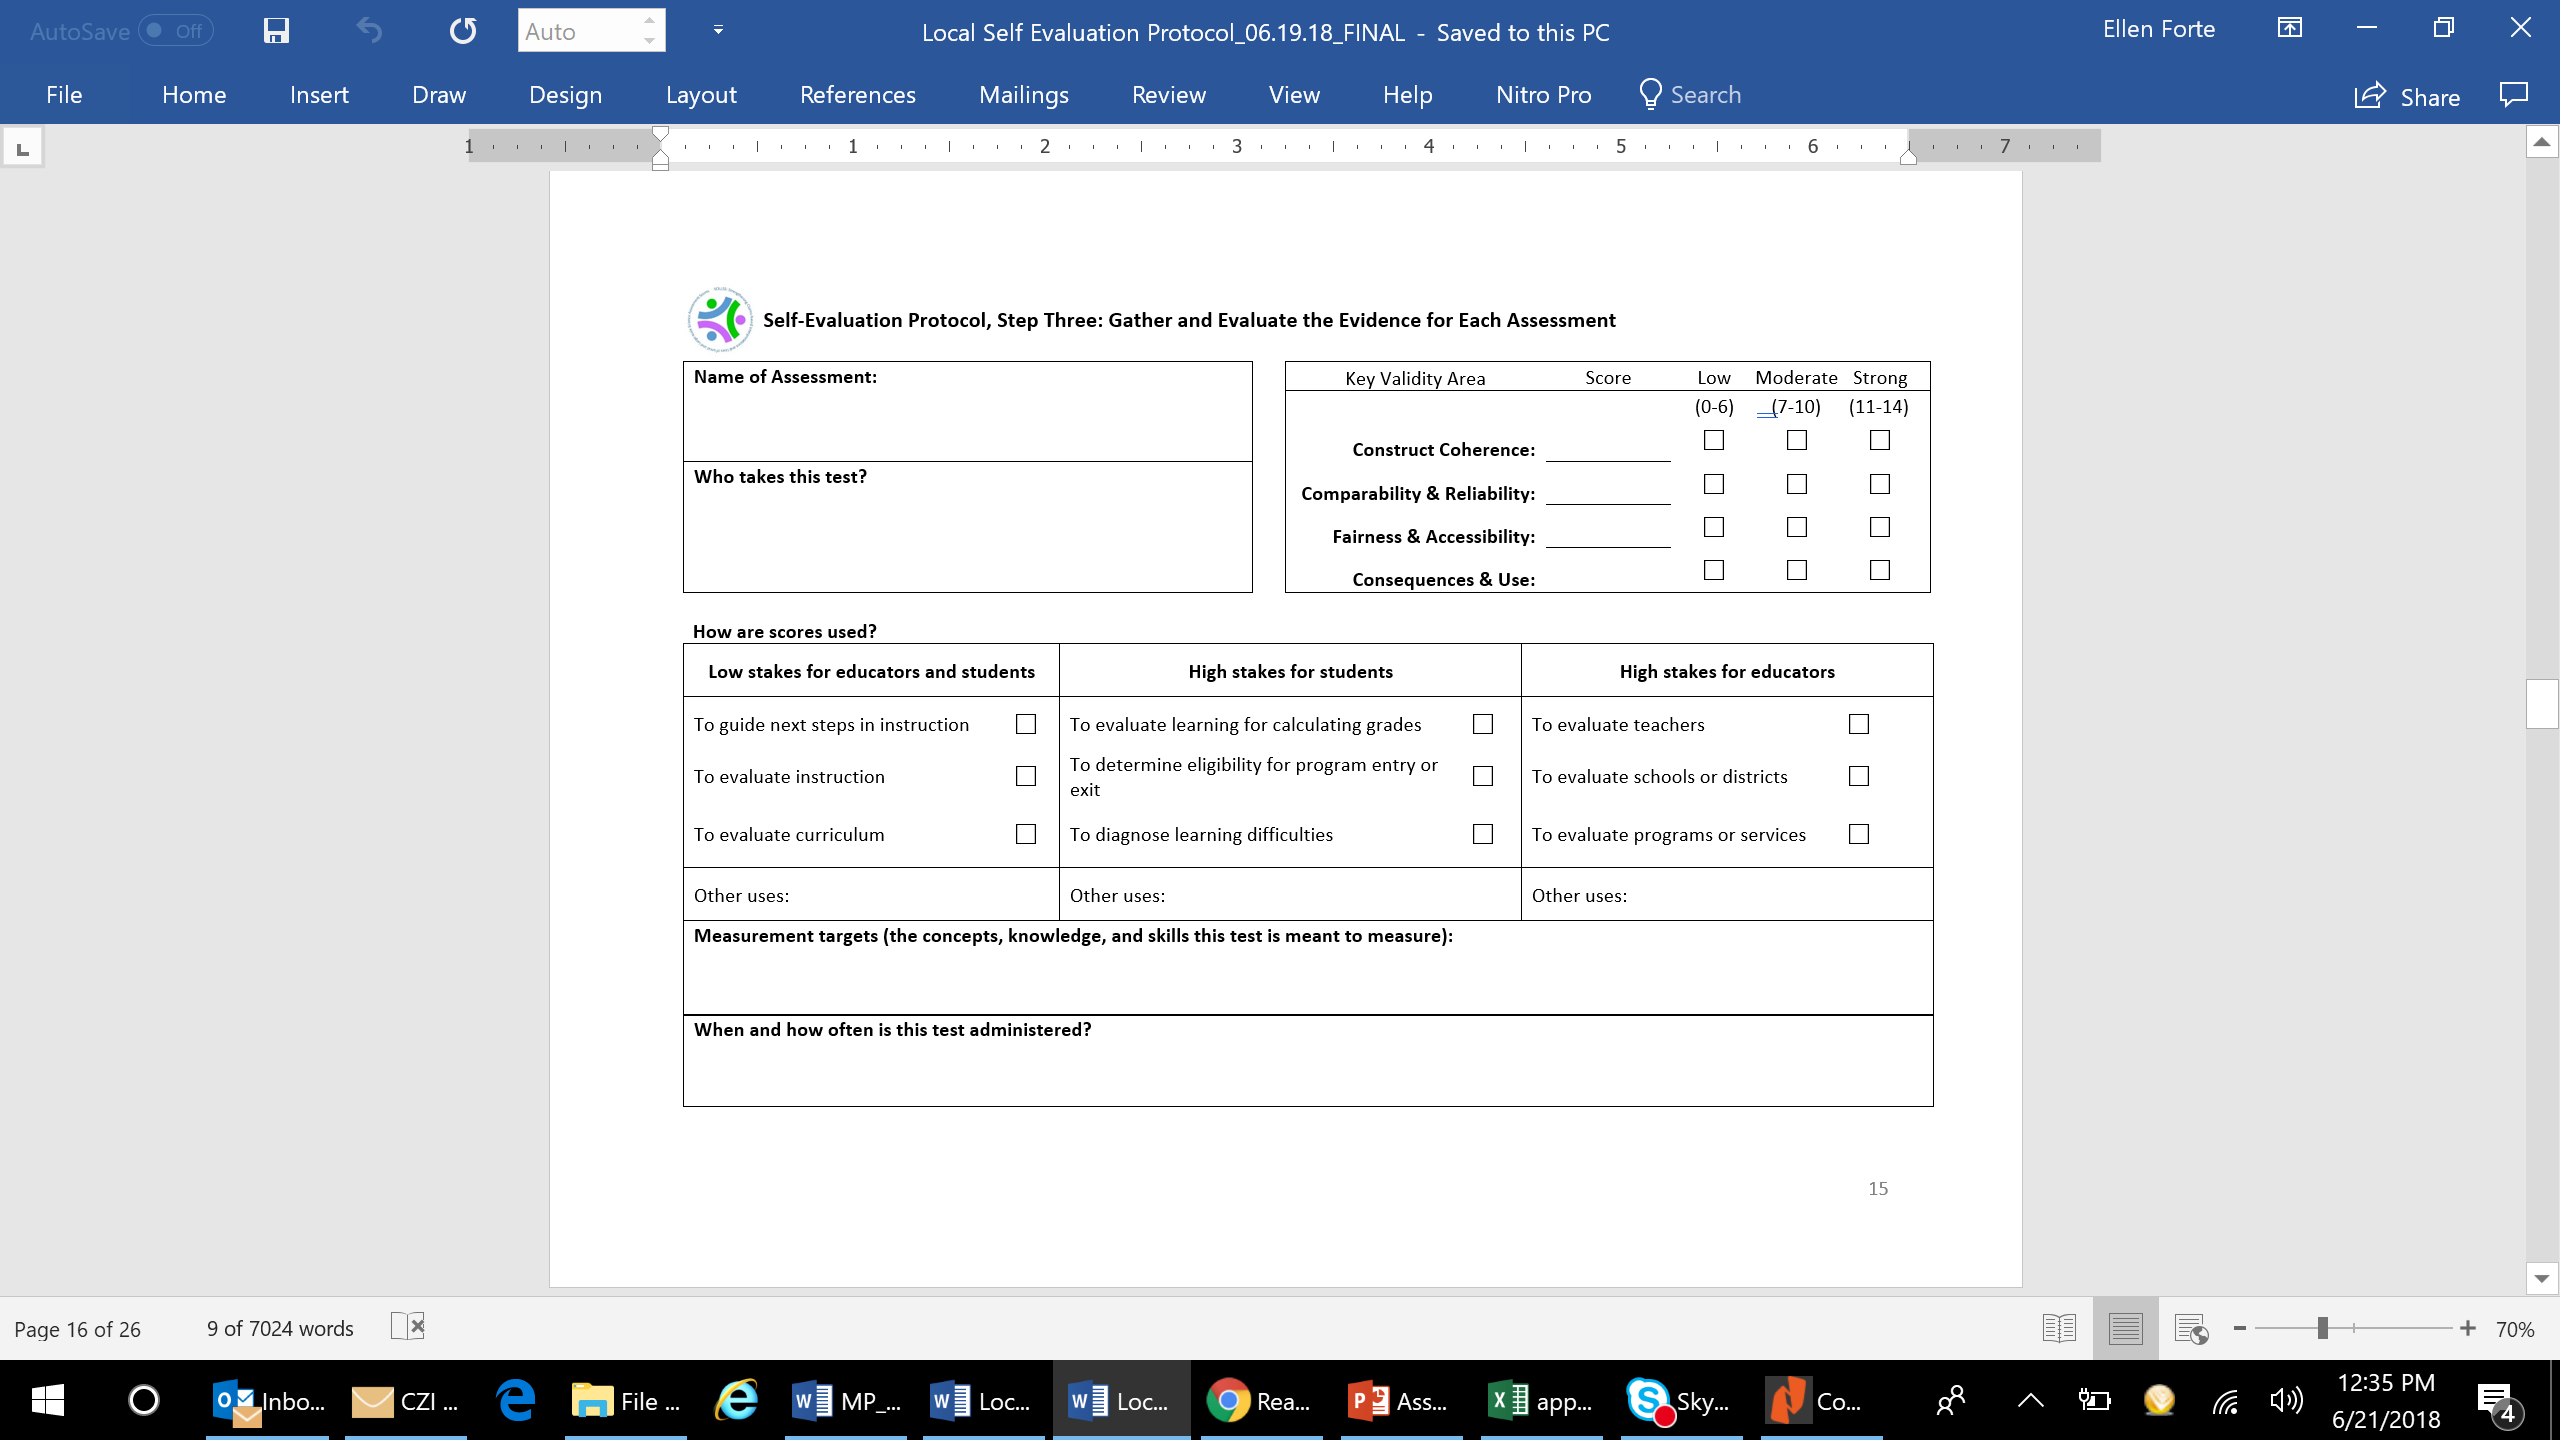 AutoSave Off Auto Local Self Evaluation Protocol_06.19.18_FINAL - Saved to this PC Ellen Forte
File Home Insert Draw Design Layout References Mailings Review View Help Nitro Pro Search Share
1 1 2 3 4 5 6 7
Self-Evaluation Protocol, Step Three: Gather and Evaluate the Evidence for Each Assessment
Name of Assessment:
Who takes this test?
Key Validity Area Score Low Moderate Strong
(0-6) (7-10) (11-14)
Construct Coherence:
Comparability & Reliability:
Fairness & Accessibility:
Consequences & Use:
How are scores used?
Low stakes for educators and students High stakes for students High stakes for educators
To guide next steps in instruction To evaluate learning for calculating grades To evaluate teachers
To evaluate instruction To determine eligibility for program entry or exit To evaluate schools or districts
To evaluate curriculum To diagnose learning difficulties To evaluate programs or services
Other uses: Other uses: Other uses:
Measurement targets (the concepts, knowledge, and skills this test is meant to measure):
When and how often is this test administered?
15
Page 16 of 26 9 of 7024 words 70%
Inbo... CZI ... File ... MP_... Loc... Loc... Rea... Ass... app... Sky... Co... 12:35 PM
6/21/2018 4